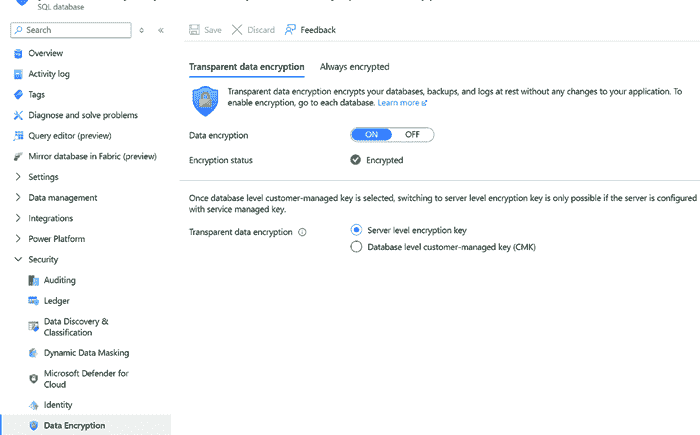 SQL database
Search
Save Discard Feedback
Overview
Activity log
Tags
Diagnose and solve problems
Query editor (preview)
Mirror database in Fabric (preview)
Settings
Data management
Integrations
Power Platform
Security
Auditing
Ledger
Data Discovery &
Classification
Dynamic Data Masking
Microsoft Defender for
Cloud
Identity
Data Encryption
Transparent data encryption Always encrypted
Transparent data encryption encrypts your databases, backups, and logs at rest without any changes to your application. To
enable encryption, go to each database. Learn more
Data encryption ON OFF
Encryption status Encrypted
Once database level customer-managed key is selected, switching to server level encryption key is only possible if the server is configured
with service managed key.
Transparent data encryption Server level encryption key
Database level customer-managed key (CMK)